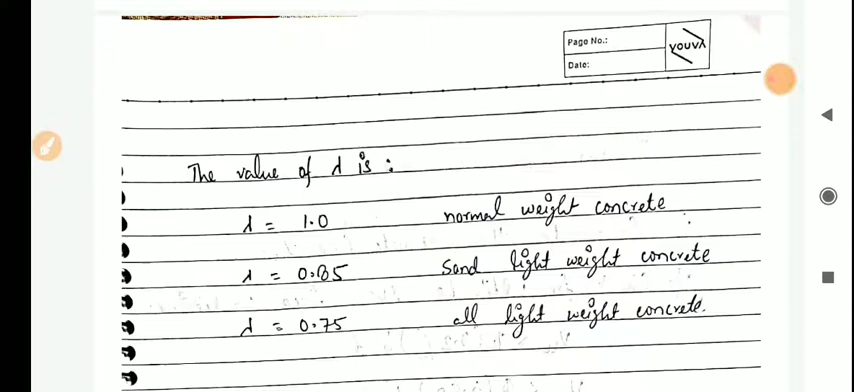 Page No.:
Date:
YOUVA
The value of λ is :
λ = 1.0 normal weight concrete
λ = 0.85 sand light weight concrete
λ = 0.75 all light weight concrete.